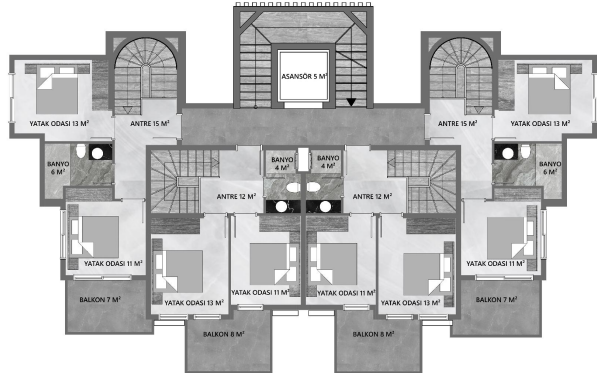 ASANSÖR 5 M²
YATAK ODASI 13 M²
ANTRE 15 M²
ANTRE 15 M²
YATAK ODASI 13 M²
BANYO
6 M²
BANYO
4 M²
BANYO
4 M²
BANYO
6 M²
ANTRE 12 M²
ANTRE 12 M²
YATAK ODASI 11 M²
YATAK ODASI 11 M²
YATAK ODASI 13 M²
YATAK ODASI 11 M²
YATAK ODASI 11 M²
YATAK ODASI 13 M²
BALKON 7 M²
BALKON 7 M²
BALKON 8 M²
BALKON 8 M²